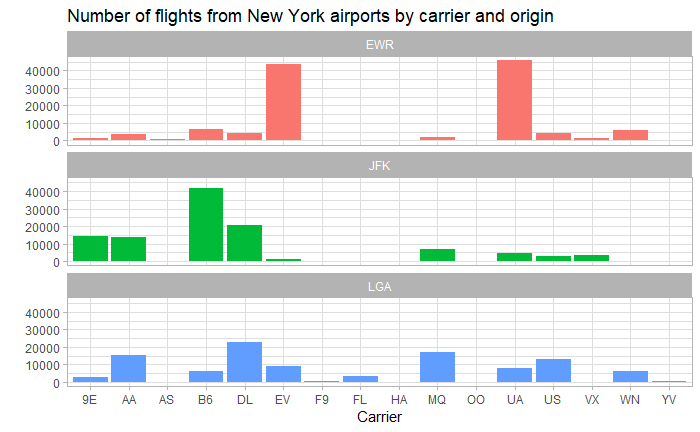 Number of flights from New York airports by carrier and origin
EWR
40000
30000
20000
10000
0
JFK
40000
30000
20000
10000
0
LGA
40000
30000
20000
10000
0
9E AA AS B6 DL EV F9 FL HA MQ OO UA US VX WN YV
Carrier